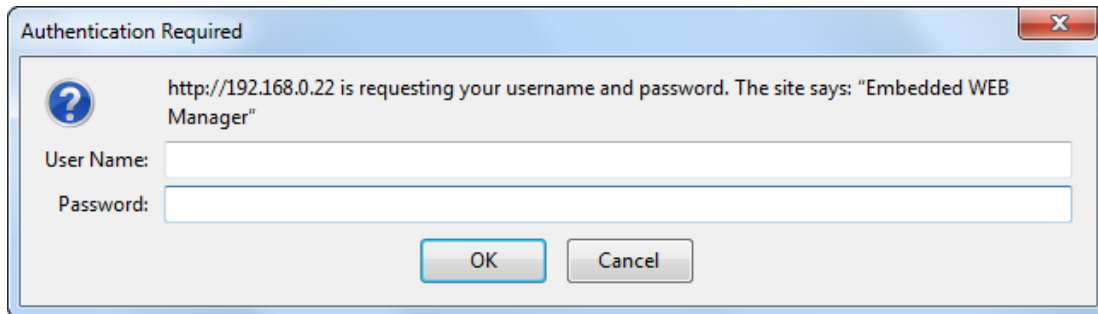 Authentication Required
http://192.168.0.22 is requesting your username and password. The site says: “Embedded WEB
Manager”
User Name:
Password:
OK
Cancel